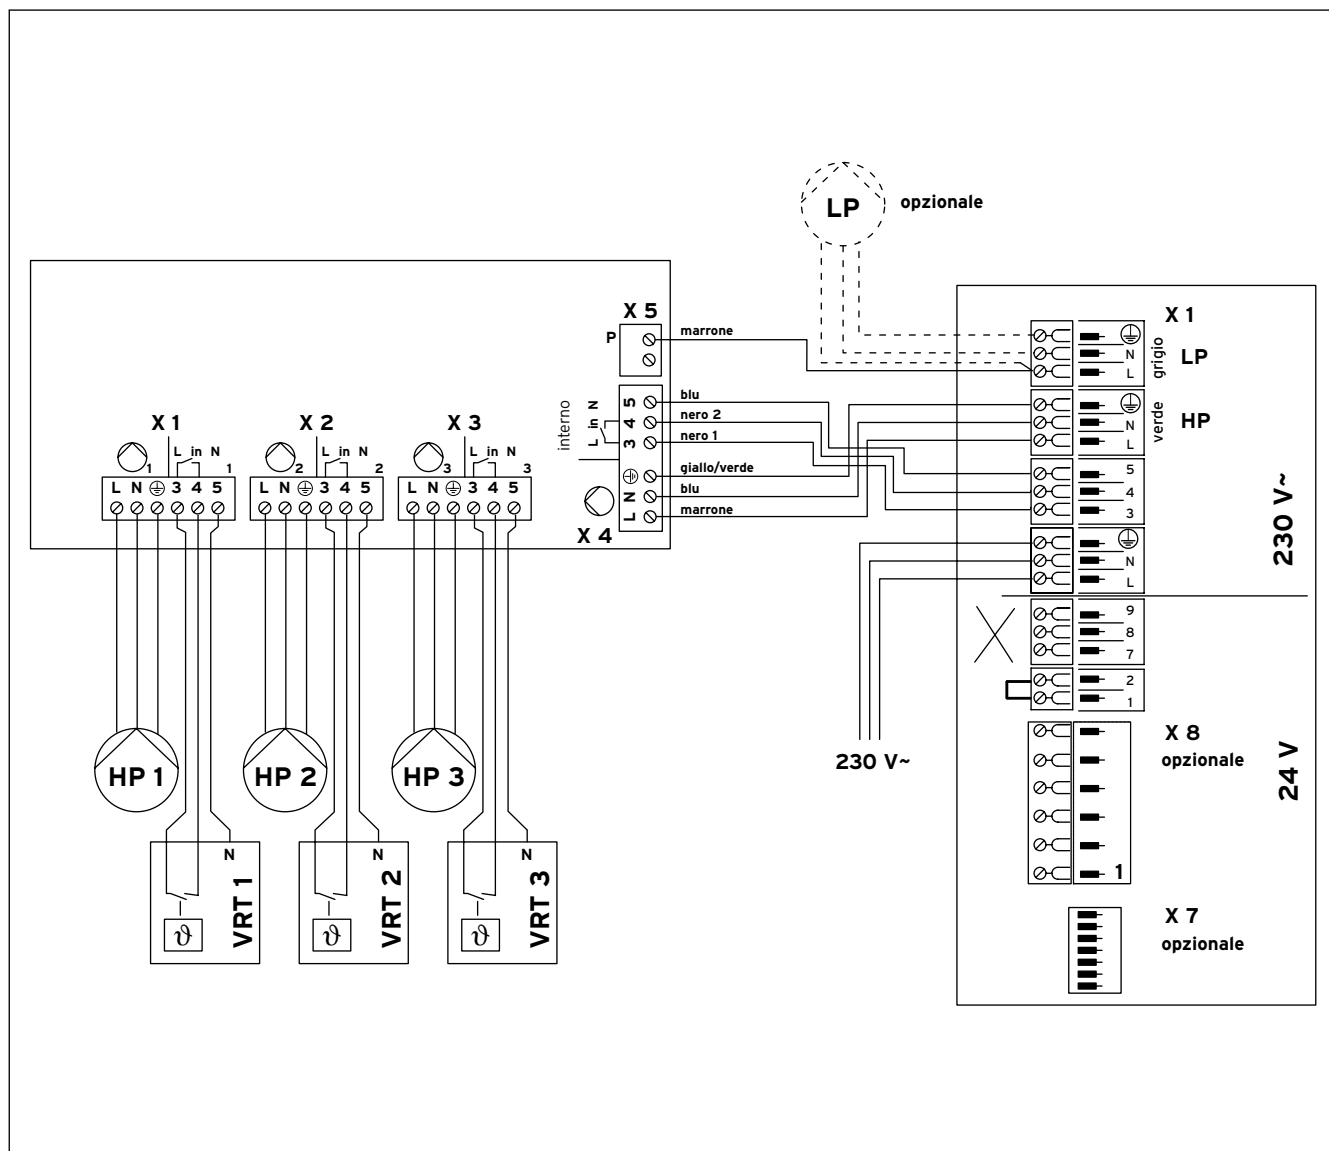 LP
opzionale
X 5
P
marrone
X 1
LP
grigio
N
L
HP
verde
N
L
5
4
3
N
L
230 V~
9
8
7
2
1
X 8
opzionale
1
24 V
X 7
opzionale
230 V~
interno
L in N
5
4
3
N
L
X 4
blu
nero 2
nero 1
giallo/verde
blu
marrone
X 1
L in N
1
1
L N 3 4 5
X 2
L in N
2
2
L N 3 4 5
X 3
L in N
3
3
L N 3 4 5
HP 1
HP 2
HP 3
N
VRT 1
ϑ
N
VRT 2
ϑ
N
VRT 3
ϑ